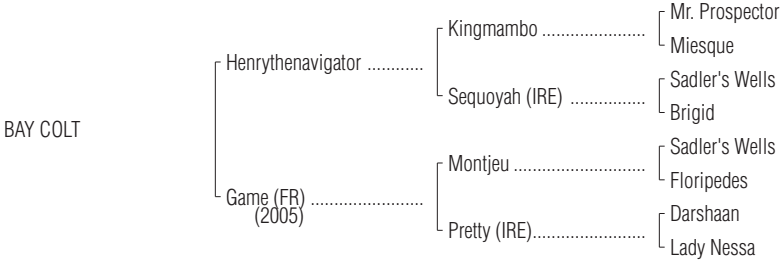 Mr. Prospector
Kingmambo ......................
Miesque
Henrythenavigator ............
Sadler's Wells
Sequoyah (IRE) ................
Brigid
BAY COLT
Sadler's Wells
Montjeu ............................
Floripedes
Game (FR) ........................
(2005)
Darshaan
Pretty (IRE)........................
Lady Nessa